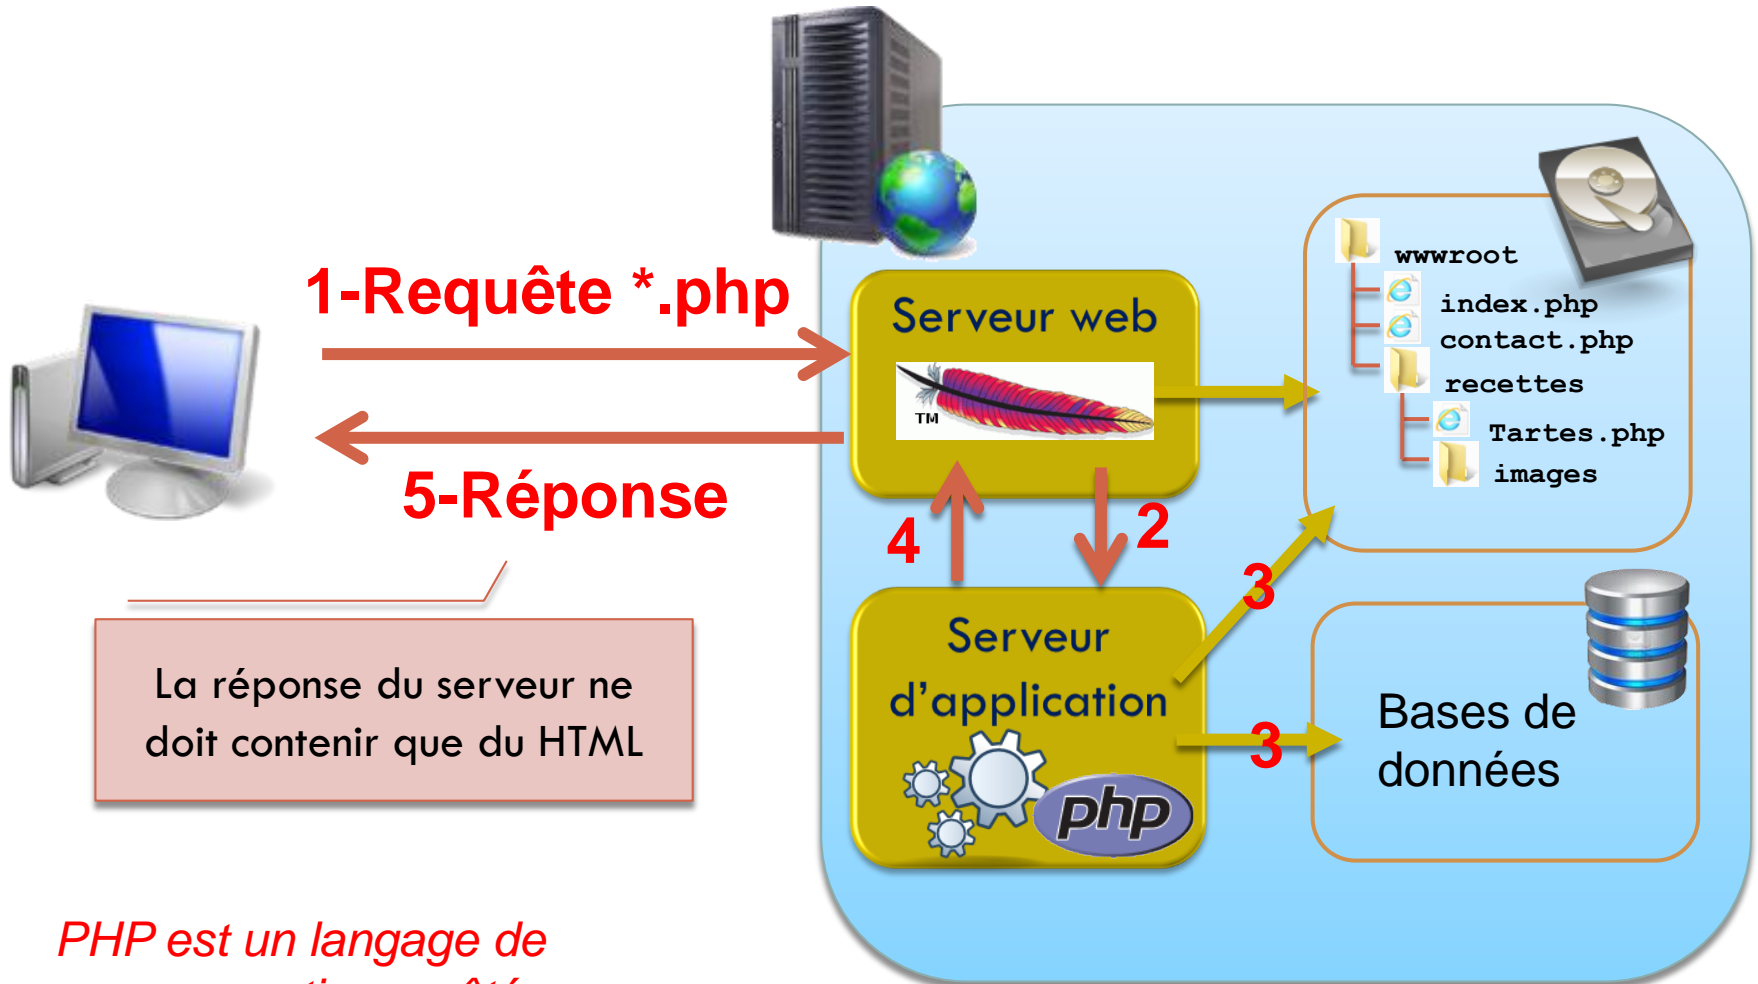 1-Requête *.php
5-Réponse
La réponse du serveur ne
doit contenir que du HTML
PHP est un langage de
Serveur web
TM
4
2
3
3
Serveur
d'application
php
wwwroot
index.php
contact.php
recettes
Tartes.php
images
Bases de
données